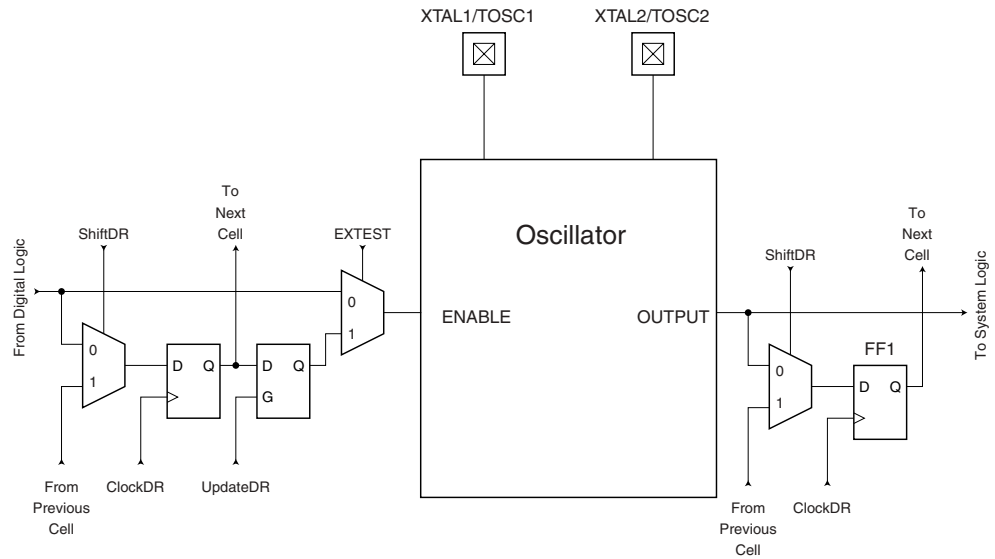 XTAL1/TOSC1
XTAL2/TOSC2
To
Next
Cell
ShiftDR
EXTEST
From Digital Logic
0
1
D
Q
D
Q
G
0
1
From
Previous
Cell
ClockDR
UpdateDR
Oscillator
ENABLE
OUTPUT
To
Next
Cell
ShiftDR
To System Logic
FF1
0
1
D
Q
From
Previous
Cell
ClockDR